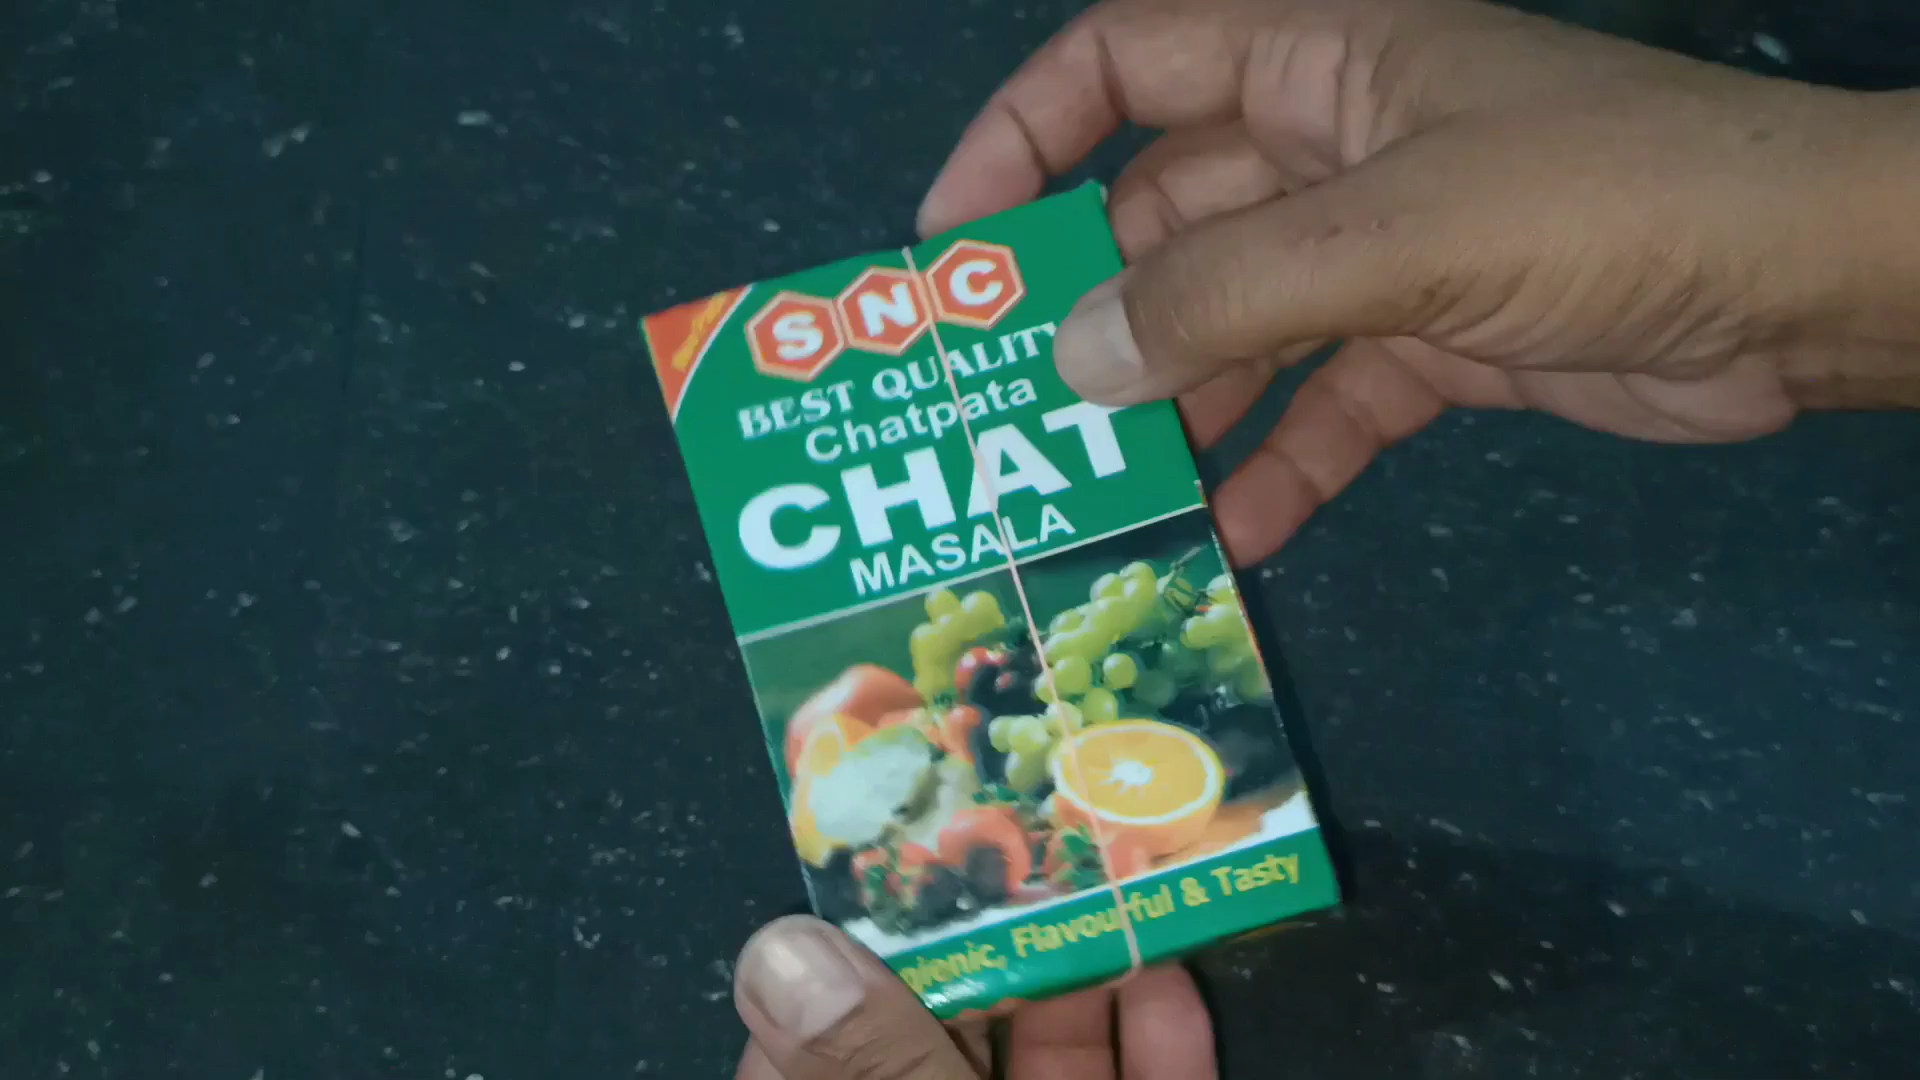 SNC
BEST QUALITY
Chatpata
CHAT
MASALA
Flavourful & Tasty